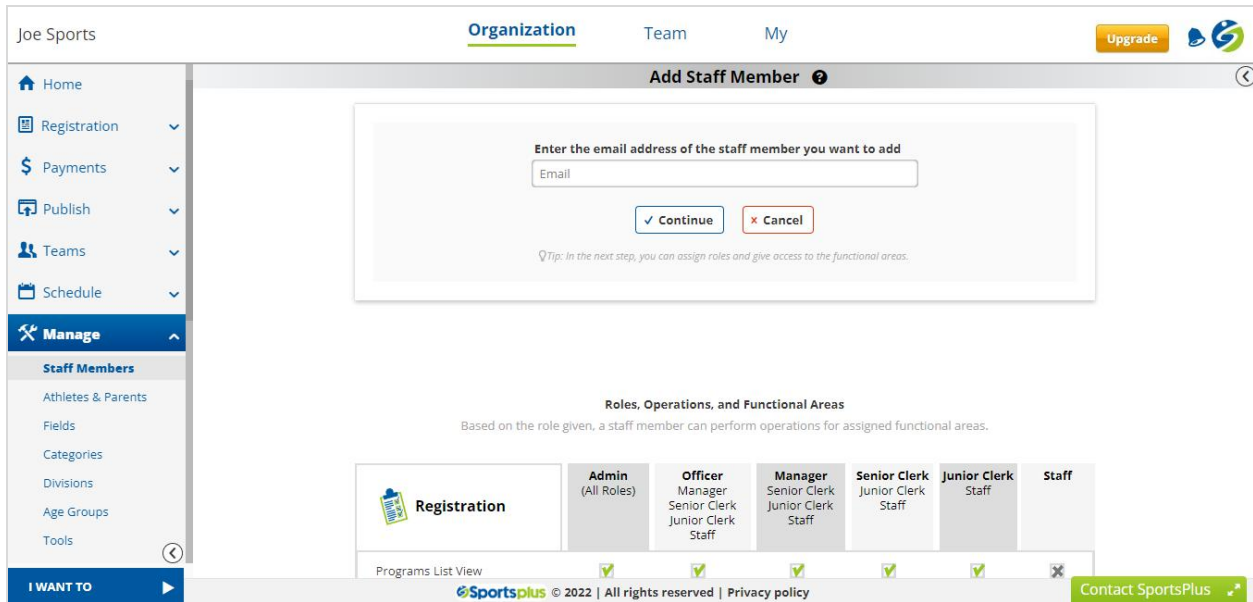 Joe Sports
Organization
Team
My
Upgrade
Home
Registration
Payments
Publish
Teams
Schedule
Manage
Staff Members
Athletes & Parents
Fields
Categories
Divisions
Age Groups
Tools
I WANT TO
Add Staff Member
Enter the email address of the staff member you want to add
Email
✓ Continue
× Cancel
Tip: In the next step, you can assign roles and give access to the functional areas.
Roles, Operations, and Functional Areas
Based on the role given, a staff member can perform operations for assigned functional areas.
Registration
Admin
(All Roles)
Officer
Manager
Senior Clerk
Junior Clerk
Staff
Manager
Senior Clerk
Junior Clerk
Staff
Senior Clerk
Junior Clerk
Staff
Junior Clerk
Staff
Staff
Programs List View
Sportsplus © 2022 | All rights reserved | Privacy policy
Contact SportsPlus